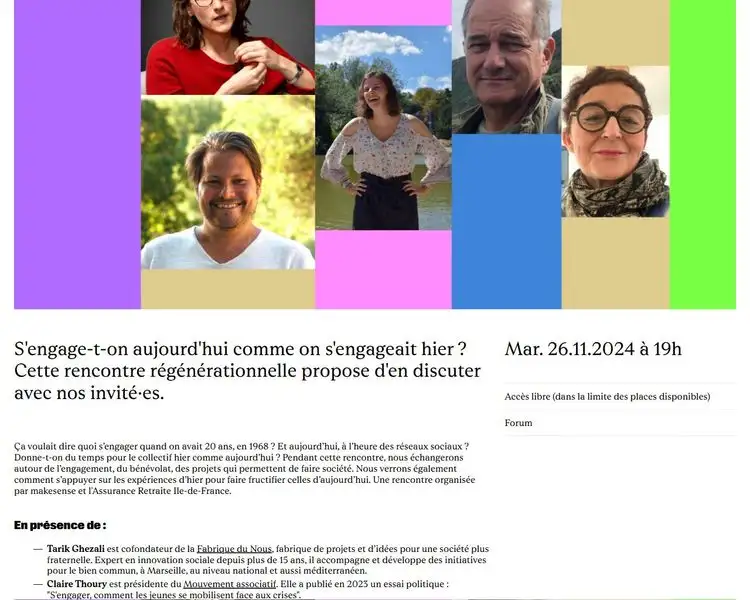 S'engage-t-on aujourd'hui comme on s'engageait hier ?
Cette rencontre régénérationnelle propose d'en discuter
avec nos invité·es.
Mar. 26.11.2024 à 19h
Accès libre (dans la limite des places disponibles)
Forum
Ça voulait dire quoi s’engager quand on avait 20 ans, en 1968 ? Et aujourd’hui, à l’heure des réseaux sociaux ?
Donne-t-on du temps pour le collectif hier comme aujourd’hui ? Pendant cette rencontre, nous échangerons
autour de l’engagement, du bénévolat, des projets qui permettent de faire société. Nous verrons également
comment s’appuyer sur les expériences d’hier pour faire fructifier celles d’aujourd’hui. Une rencontre organisée
par makesense et l'Assurance Retraite Ile-de-France.
En présence de :
— Tarik Ghezali est cofondateur de la Fabrique du Nous, fabrique de projets et d’idées pour une société plus
fraternelle. Expert en innovation sociale depuis plus de 15 ans, il accompagne et développe des initiatives
pour le bien commun, à Marseille, au niveau national et aussi méditerranéen.
— Claire Thoury est présidente du Mouvement associatif. Elle a publié en 2023 un essai politique :
"S'engager, comment les jeunes se mobilisent face aux crises".